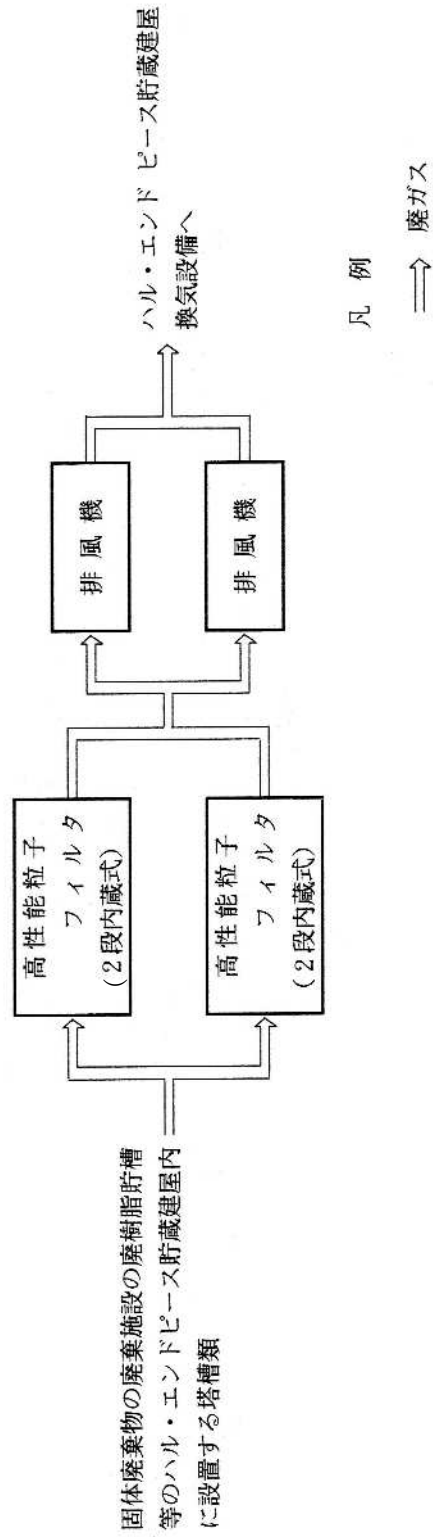 固体廃棄物の廃棄施設の廃樹脂貯槽
等のハル・エンドピース貯蔵建屋内
に設置する塔槽類
高性能粒子
フィルタ
(2段内蔵式)
高性能粒子
フィルタ
(2段内蔵式)
排風機
排風機
ハル・エンド ピース貯蔵建屋
換気設備へ
凡 例
廃ガス